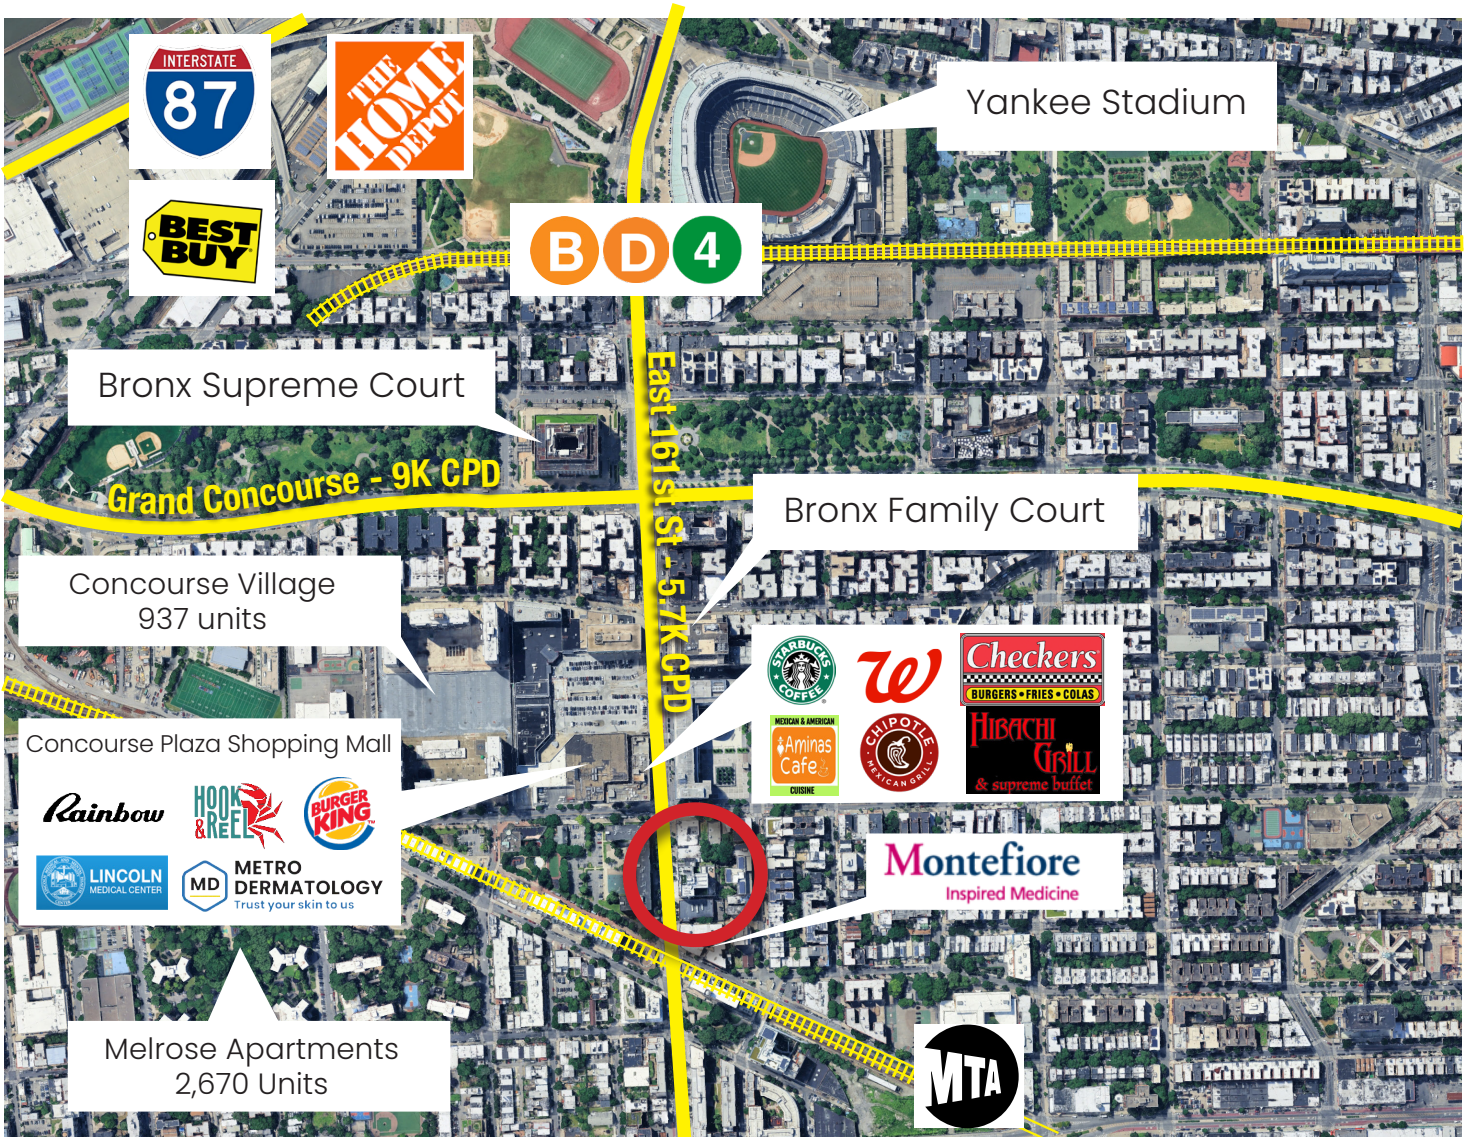 INTERSTATE
87
THE
HOME
DEPOT
Yankee Stadium
BEST
BUY
B D 4
Bronx Supreme Court
East 161st St - 5.7K CPD
Grand Concourse - 9K CPD
Bronx Family Court
Concourse Village
937 units
STARBUCKS
COFFEE
W
Checkers
BURGERS • FRIES • COLAS
MEXICAN & AMERICAN
Aminas
Cafe
CUISINE
CHIPOTLE
MEXICAN GRILL
HIBACHI
GRILL
& supreme buffet
Concourse Plaza Shopping Mall
Rainbow
HOOK
&REEL
BURGER
KING
LINCOLN
MEDICAL CENTER
MD
METRO
DERMATOLOGY
Trust your skin to us
Montefiore
Inspired Medicine
Melrose Apartments
2,670 Units
MTA